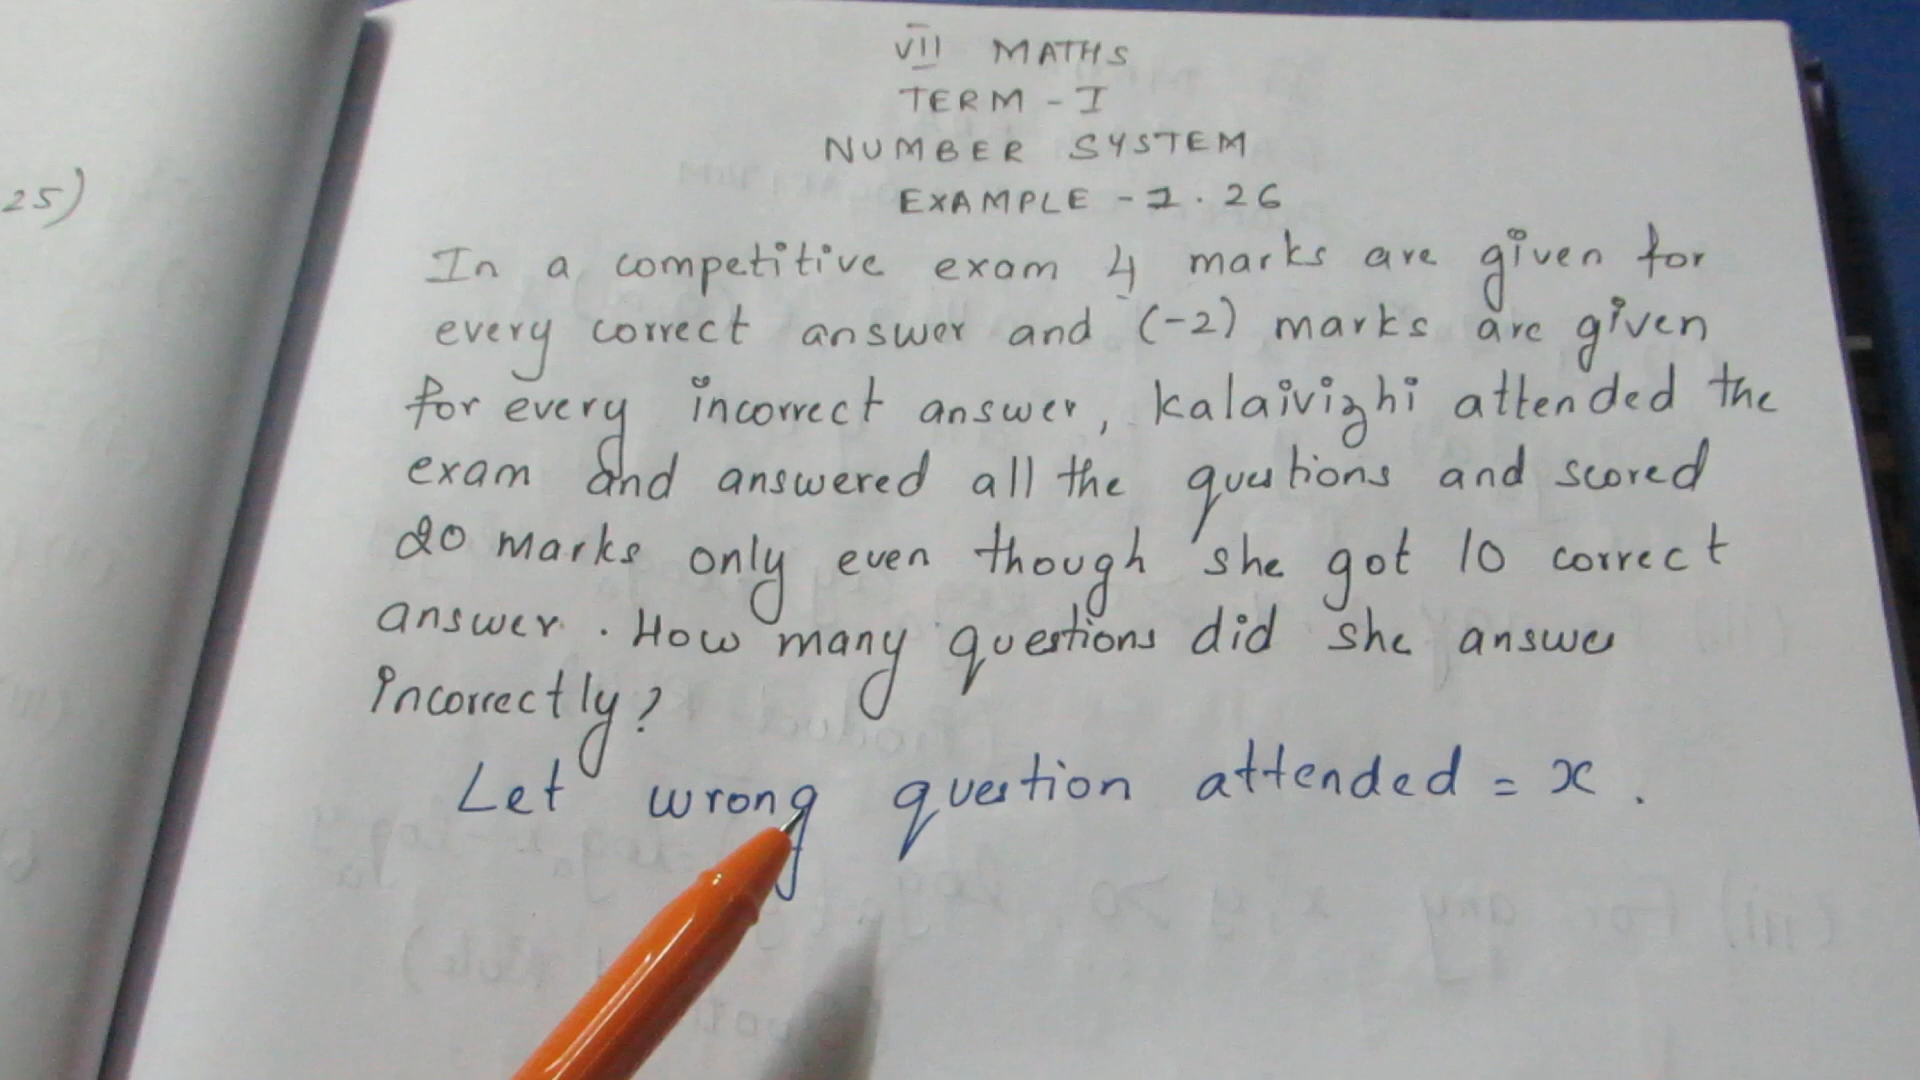 25)
VII MATHS
TERM - I
NUMBER SYSTEM
EXAMPLE - 1.26
In a competitive exam 4 marks are given for
every correct answer and (-2) marks are given
for every incorrect answer, kalaivizhi attended the
exam and answered all the questions and scored
20 marks only even though she got 10 correct
answer. How many questions did she answer
incorrectly?
Let wrong question attended = x.